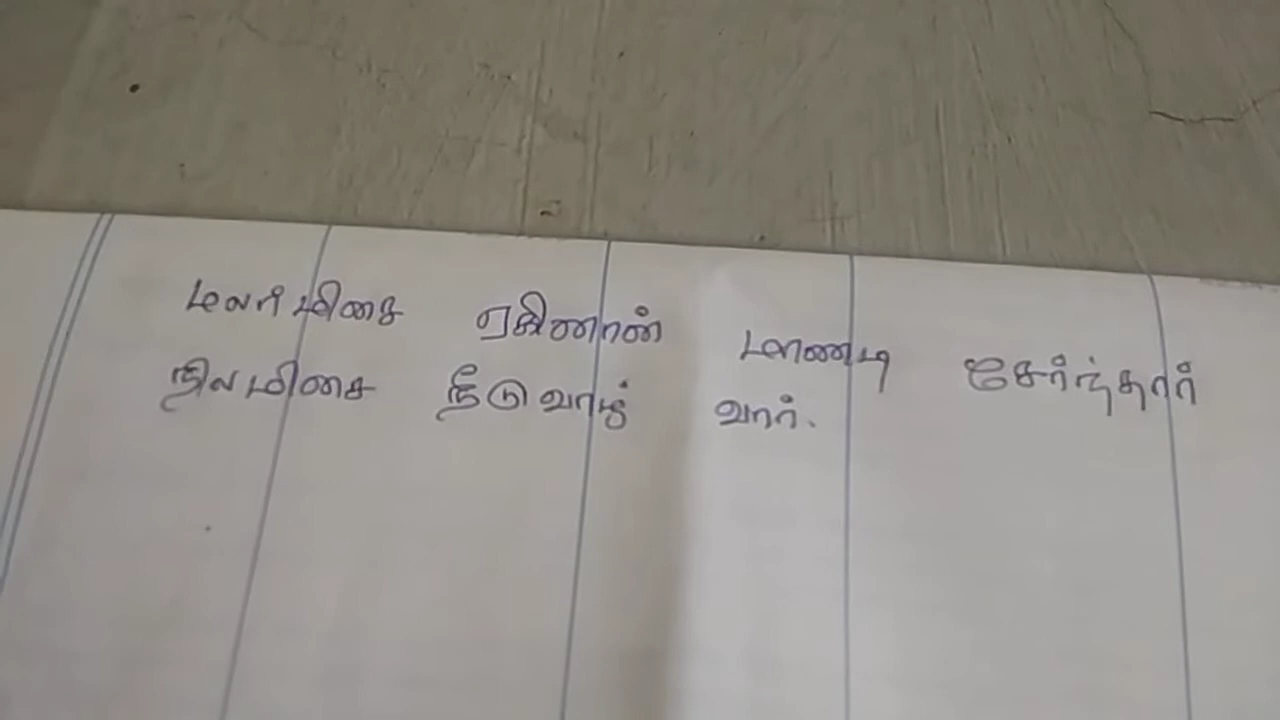 மலர்மிசை ஏகினான் மாணடி சேர்ந்தார்
நிலமிசை நீடுவாழ் வார்.